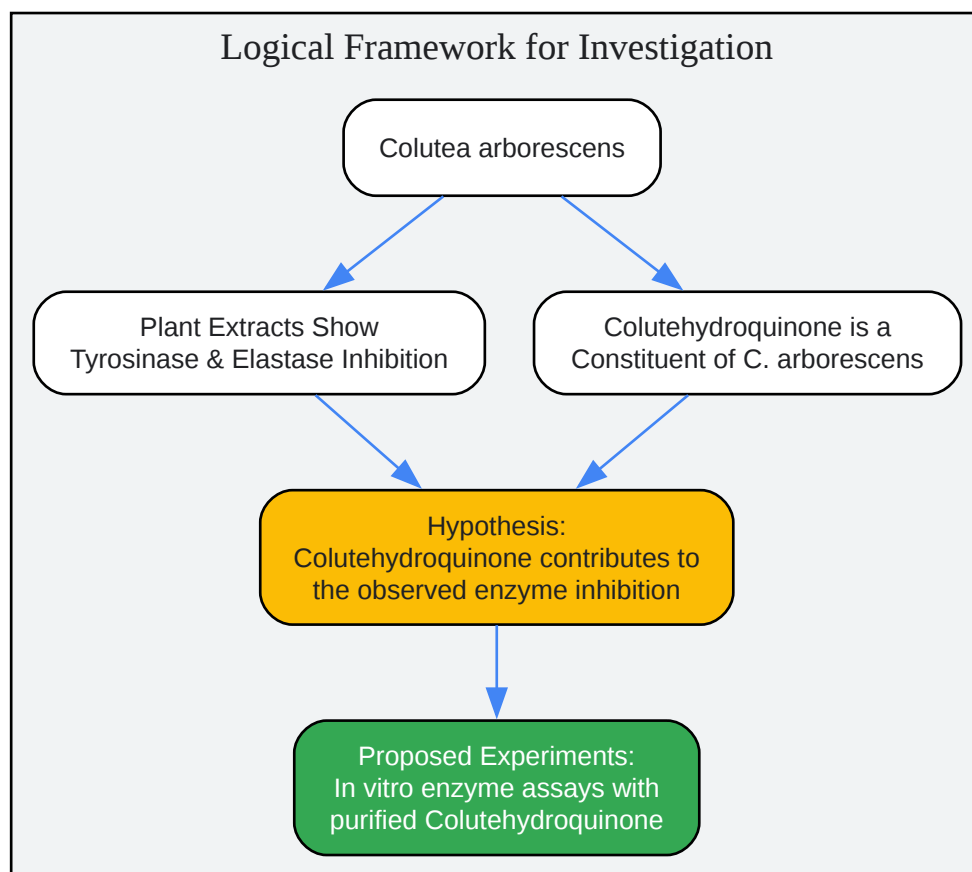 Logical Framework for Investigation
Colutea arborescens
Plant Extracts Show
Tyrosinase & Elastase Inhibition
Colutehydroquinone is a
Constituent of C. arborescens
Hypothesis:
Colutehydroquinone contributes to
the observed enzyme inhibition
Proposed Experiments:
In vitro enzyme assays with
purified Colutehydroquinone